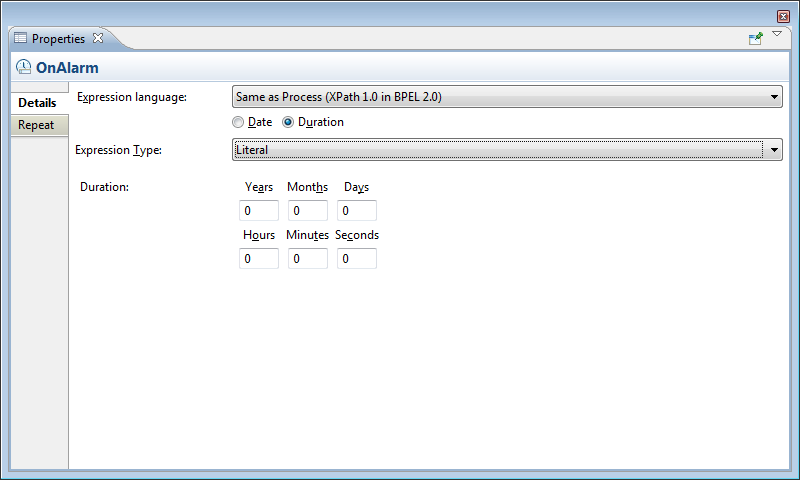 Properties
OnAlarm
Details
Repeat
Expression language:
Same as Process (XPath 1.0 in BPEL 2.0)
Date Duration
Expression Type:
Literal
Duration:
Years Months Days
0 0 0
Hours Minutes Seconds
0 0 0